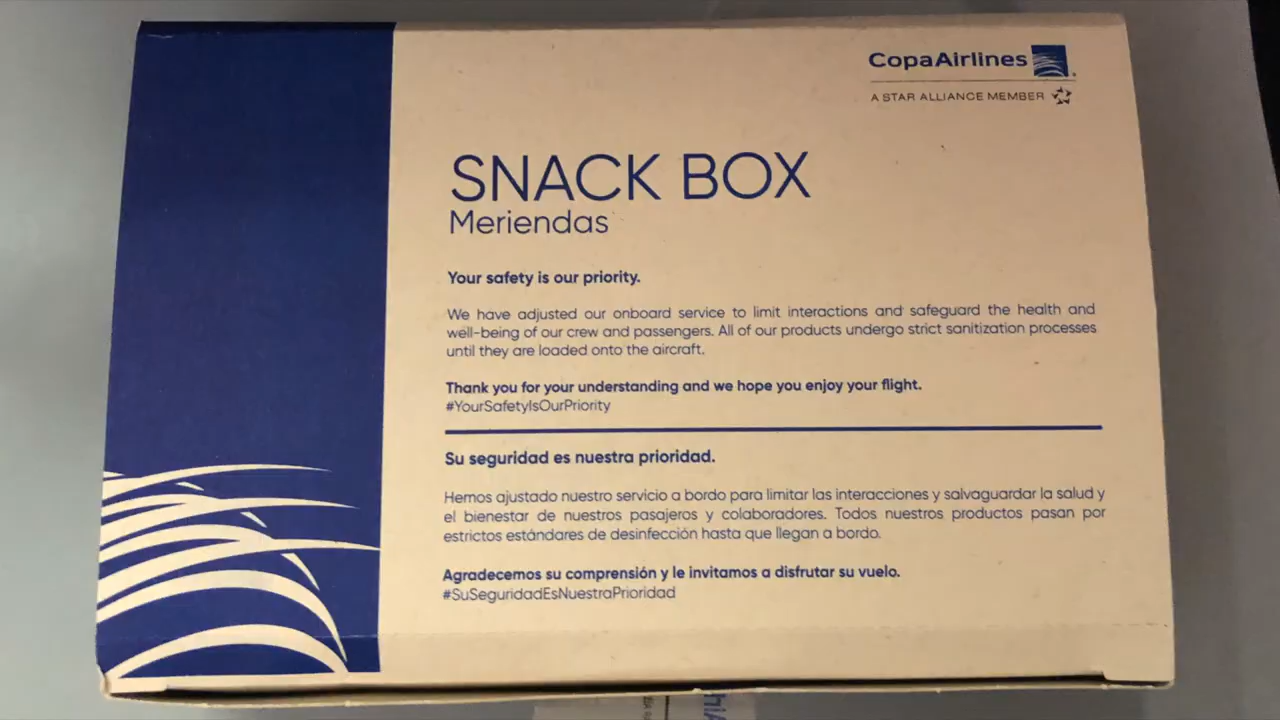 CopaAirlines
A STAR ALLIANCE MEMBER
SNACK BOX
Meriendas
Your safety is our priority.
We have adjusted our onboard service to limit interactions and safeguard the health and
well-being of our crew and passengers. All of our products undergo strict sanitization processes
until they are loaded onto the aircraft.
Thank you for your understanding and we hope you enjoy your flight.
#YourSafetyIsOurPriority
Su seguridad es nuestra prioridad.
Hemos ajustado nuestro servicio a bordo para limitar las interacciones y salvaguardar la salud y
el bienestar de nuestros pasajeros y colaboradores. Todos nuestros productos pasan por
estrictos estándares de desinfección hasta que llegan a bordo.
Agradecemos su comprensión y le invitamos a disfrutar su vuelo.
#SuSeguridadEsNuestraPrioridad